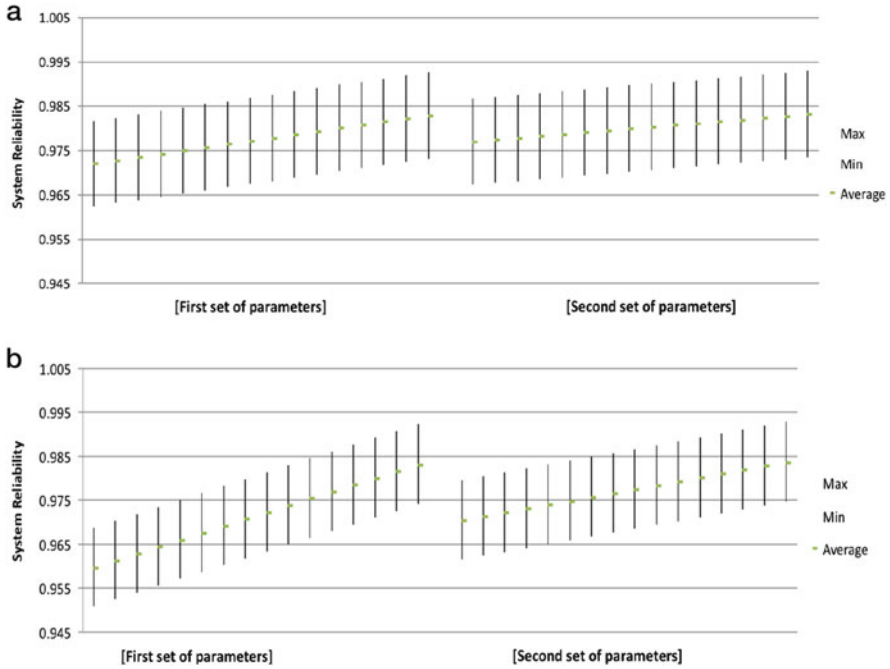 a
1.005
0.995
0.985
0.975
0.965
0.955
0.945
System Reliability
[First set of parameters]
[Second set of parameters]
Max
Min
Average
b
1.005
0.995
0.985
0.975
0.965
0.955
0.945
System Reliability
[First set of parameters]
[Second set of parameters]
Max
Min
Average